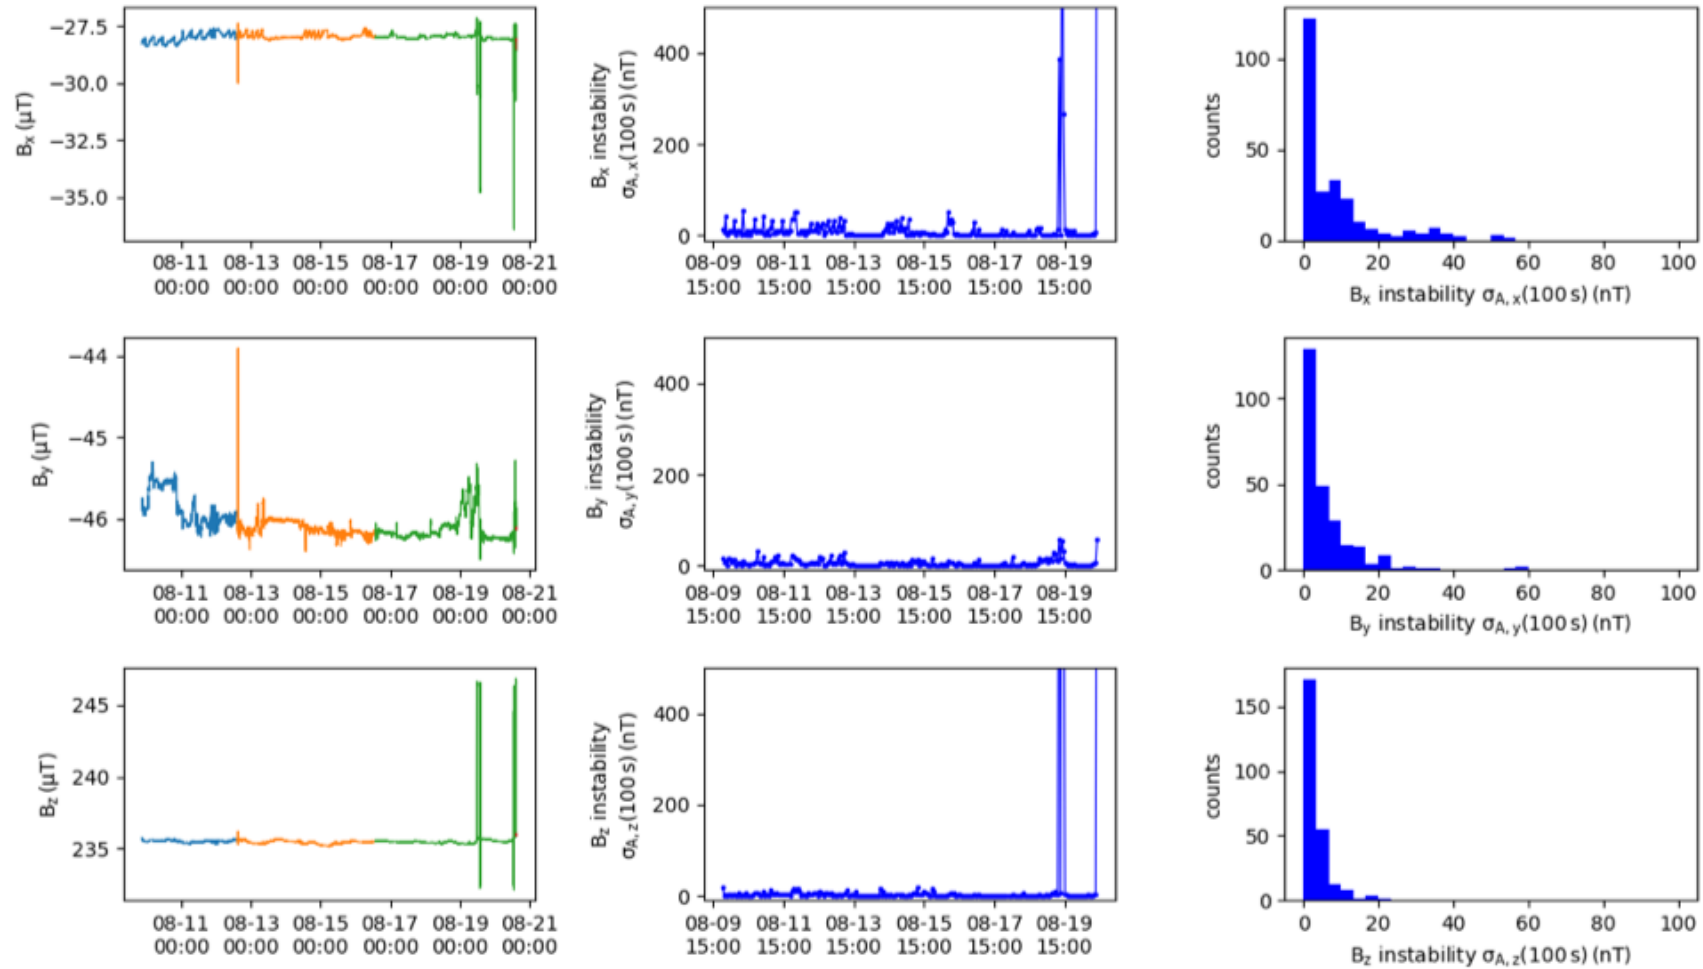 −27.5
−30.0
−32.5
−35.0
Bx (μT)
08-11 08-13 08-15 08-17 08-19 08-21
00:00 00:00 00:00 00:00 00:00 00:00
400
200
0
Bx instability
σA,x(100 s) (nT)
08-09 08-11 08-13 08-15 08-17 08-19
15:00 15:00 15:00 15:00 15:00 15:00
100
50
0
counts
0 20 40 60 80 100
Bx instability σA,x(100 s) (nT)
−44
−45
−46
By (μT)
08-11 08-13 08-15 08-17 08-19 08-21
00:00 00:00 00:00 00:00 00:00 00:00
400
200
0
By instability
σA,y(100 s) (nT)
08-09 08-11 08-13 08-15 08-17 08-19
15:00 15:00 15:00 15:00 15:00 15:00
100
50
0
counts
0 20 40 60 80 100
By instability σA,y(100 s) (nT)
245
240
235
Bz (μT)
08-11 08-13 08-15 08-17 08-19 08-21
00:00 00:00 00:00 00:00 00:00 00:00
400
200
0
Bz instability
σA,z(100 s) (nT)
08-09 08-11 08-13 08-15 08-17 08-19
15:00 15:00 15:00 15:00 15:00 15:00
150
100
50
0
counts
0 20 40 60 80 100
Bz instability σA,z(100 s) (nT)